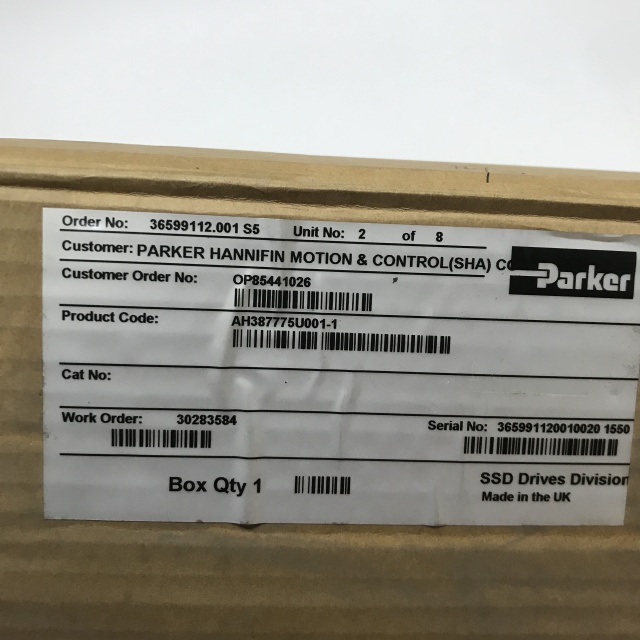 Order No: 36599112.001 S5 Unit No: 2 of 8
Customer: PARKER HANNIFIN MOTION & CONTROL(SHA)
Parker
Customer Order No: OP85441026
Product Code: AH387775U001-1
Cat No:
Work Order: 30283584 Serial No: 365991120010020 1550
Box Qty 1 SSD Drives Division
Made in the UK